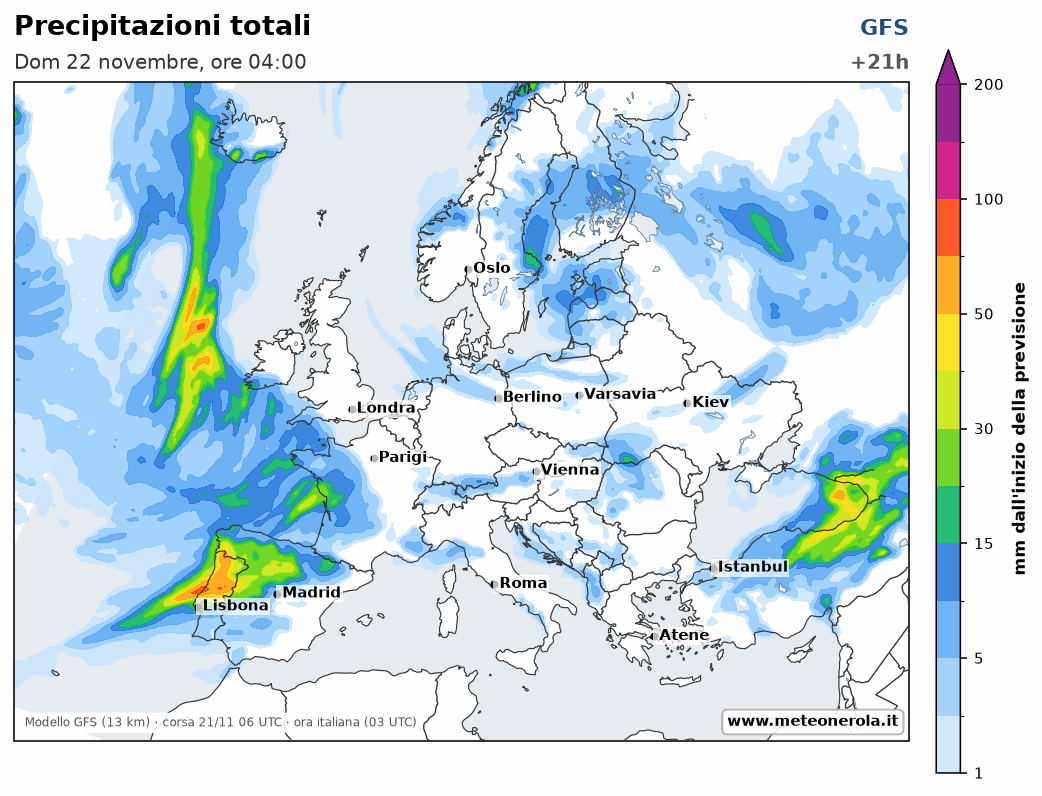 Precipitazioni totali
GFS
Dom 22 novembre, ore 04:00
+21h
200
100
50
30
15
5
1
mm dall'inizio della previsione
Oslo
Berlino
Varsavia
Kiev
Londra
Parigi
Vienna
Istanbul
Roma
Madrid
Lisbona
Atene
Modello GFS (13 km) · corsa 21/11 06 UTC · ora italiana (03 UTC)
www.meteonerola.it